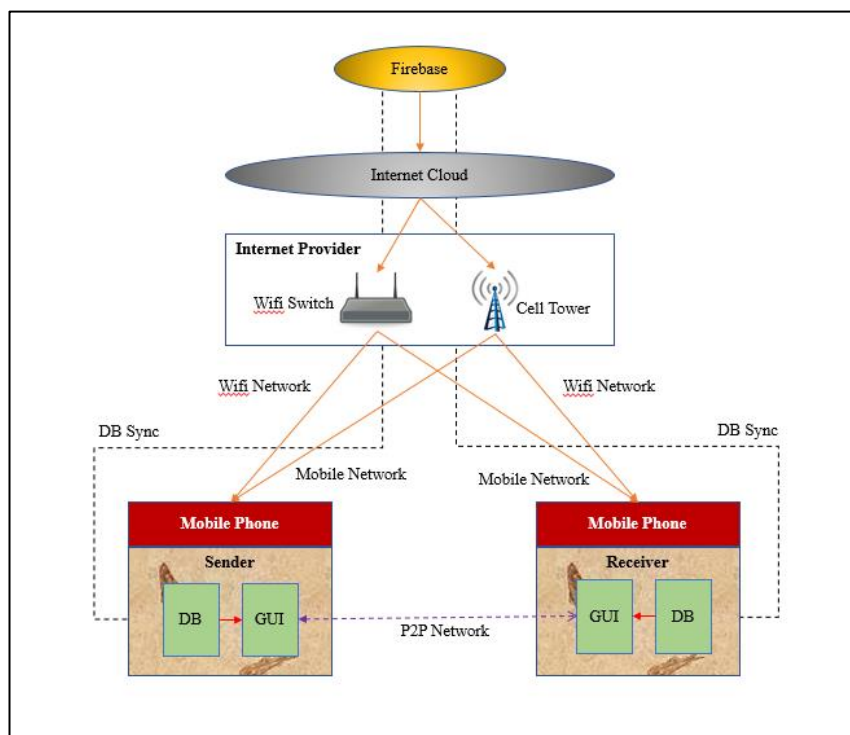 Firebase
Internet Cloud
Internet Provider
Wifi Switch
Cell Tower
Wifi Network
Wifi Network
DB Sync
DB Sync
Mobile Network
Mobile Network
Mobile Phone
Mobile Phone
Sender
Receiver
DB
GUI
GUI
DB
P2P Network